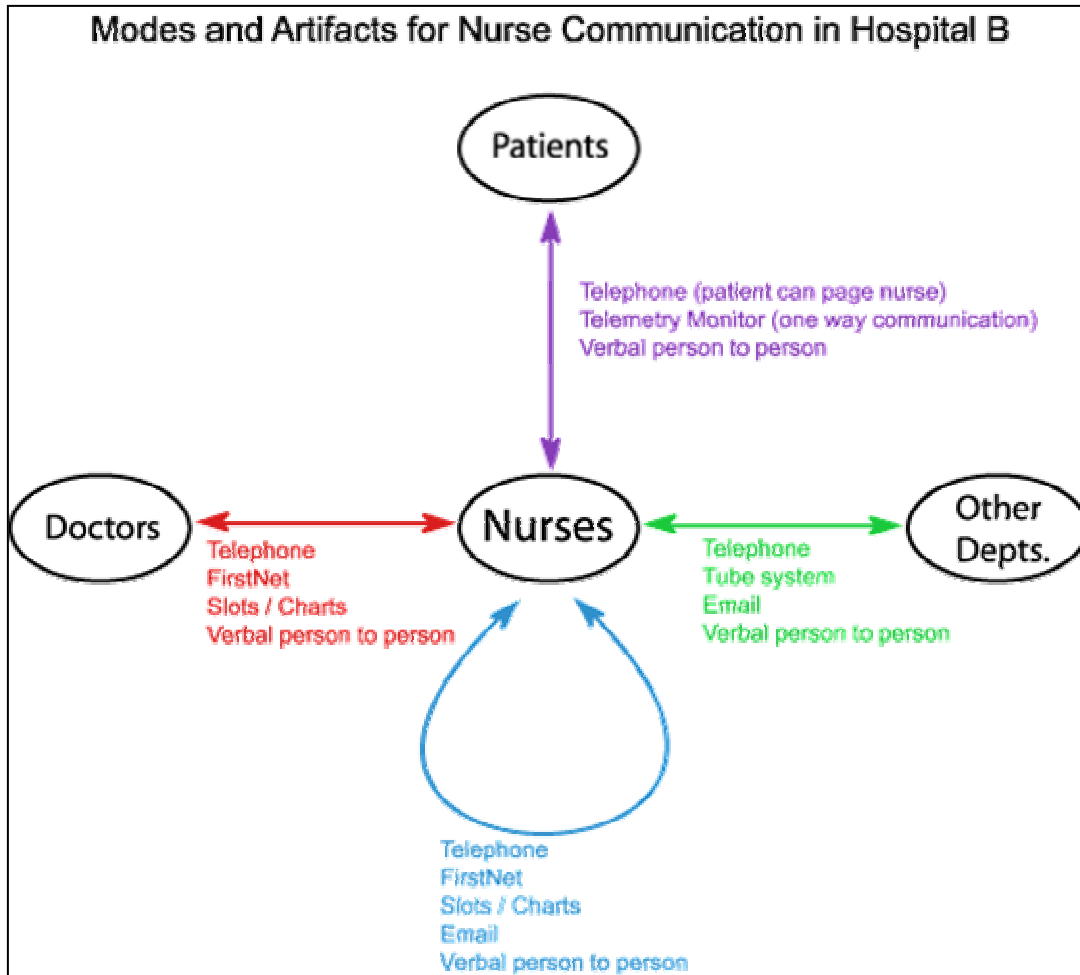 Modes and Artifacts for Nurse Communication in Hospital B
Patients
Telephone (patient can page nurse)
Telemetry Monitor (one way communication)
Verbal person to person
Doctors
Nurses
Other
Depts.
Telephone
FirstNet
Slots / Charts
Verbal person to person
Telephone
Tube system
Email
Verbal person to person
Telephone
FirstNet
Slots / Charts
Email
Verbal person to person